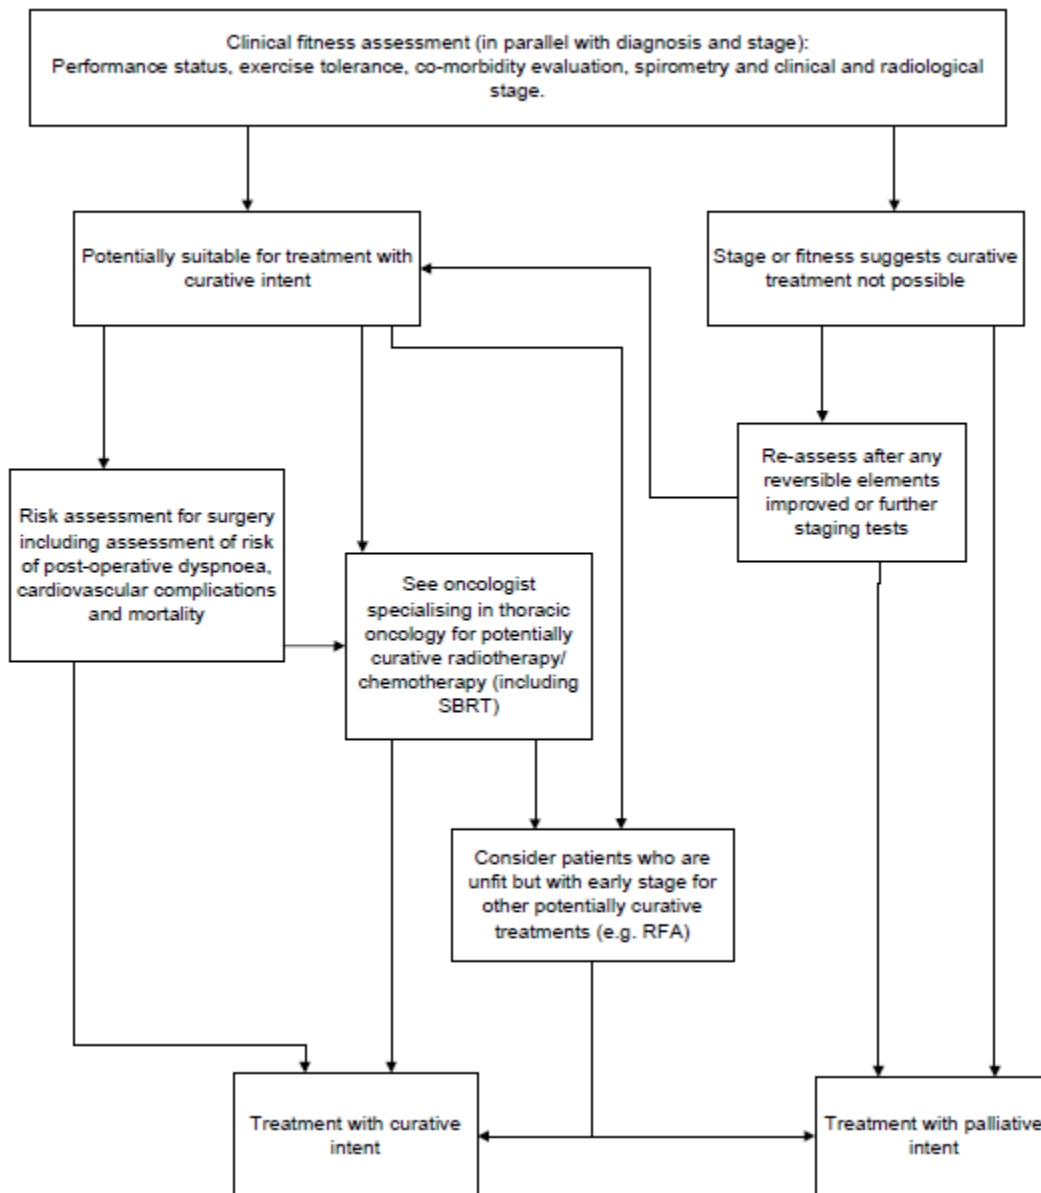 Clinical fitness assessment (in parallel with diagnosis and stage):
Performance status, exercise tolerance, co-morbidity evaluation, spirometry and clinical and radiological
stage.
Potentially suitable for treatment with
curative intent
Stage or fitness suggests curative
treatment not possible
Re-assess after any
reversible elements
improved or further
staging tests
Risk assessment for surgery
including assessment of risk
of post-operative dyspnoea,
cardiovascular complications
and mortality
See oncologist
specialising in thoracic
oncology for potentially
curative radiotherapy/
chemotherapy (including
SBRT)
Consider patients who are
unfit but with early stage for
other potentially curative
treatments (e.g. RFA)
Treatment with curative
intent
Treatment with palliative
intent